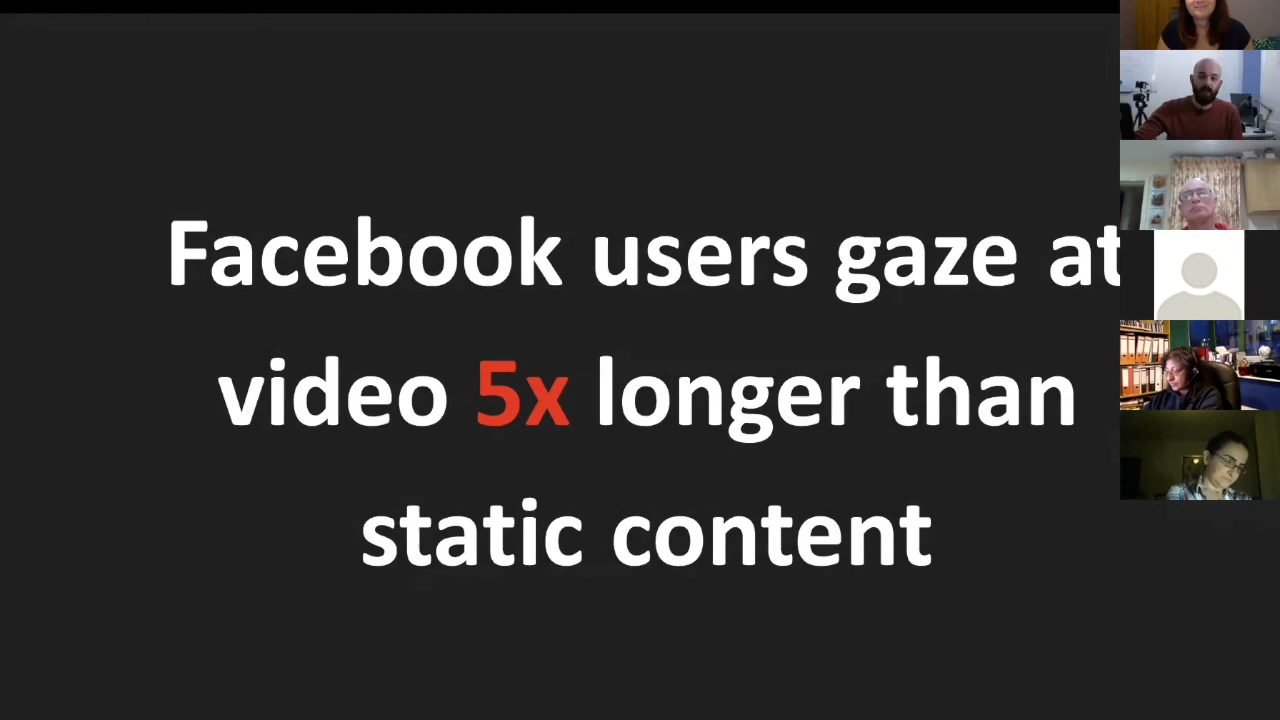 Facebook users gaze at
video 5x longer than
static content